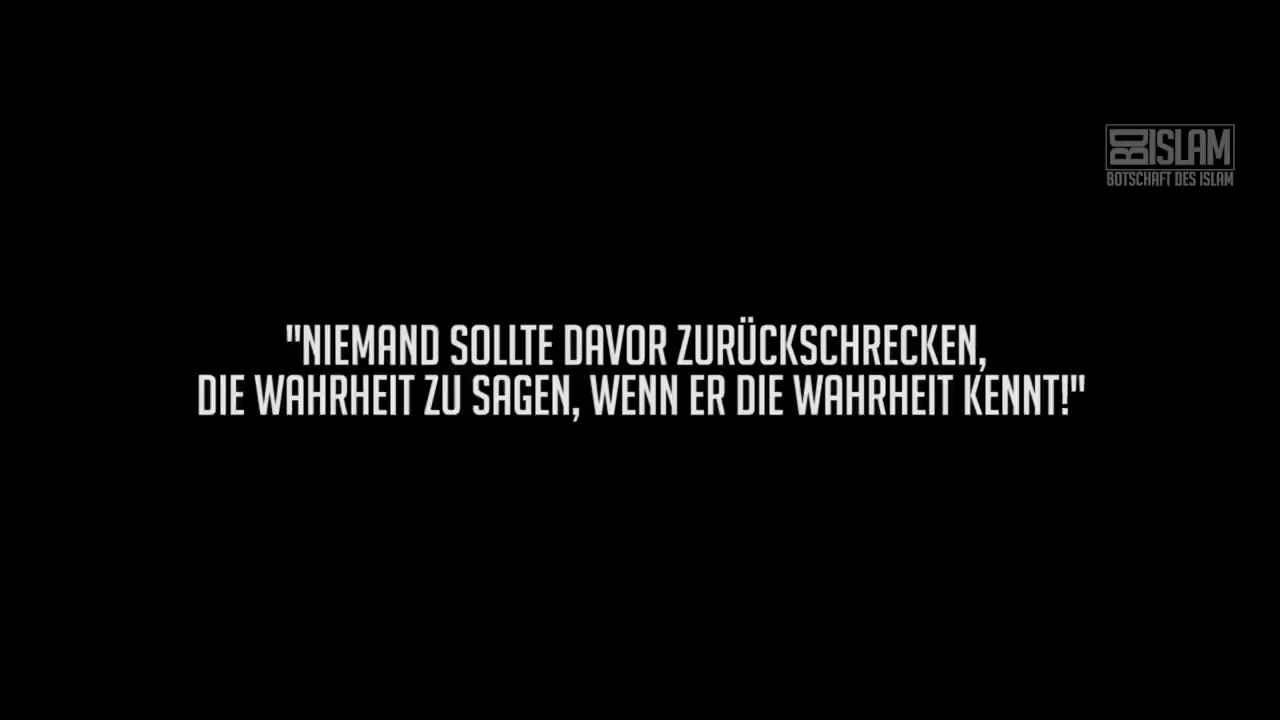 BDISLAM
BOTSCHAFT DES ISLAM
"NIEMAND SOLLTE DAVOR ZURÜCKSCHRECKEN,
DIE WAHRHEIT ZU SAGEN, WENN ER DIE WAHRHEIT KENNT!"